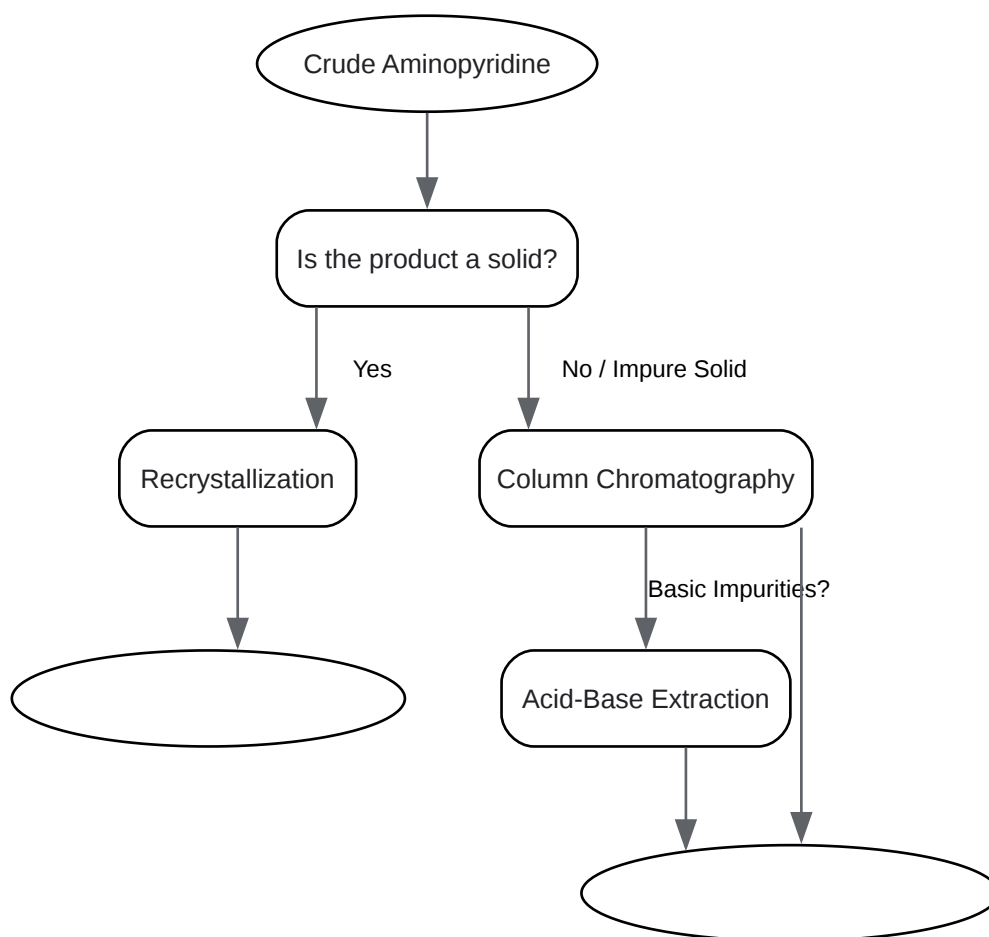 Crude Aminopyridine
Is the product a solid?
Yes
No / Impure Solid
Recrystallization
Column Chromatography
Basic Impurities?
Acid-Base Extraction